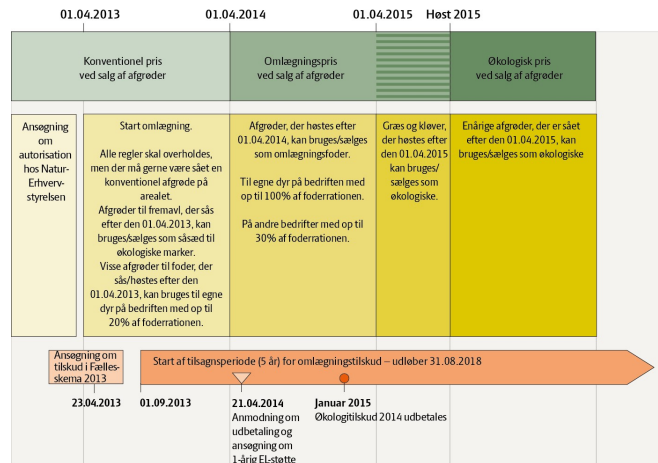 01.04.2013
01.04.2014
01.04.2015
Høst 2015
Konventionel pris
ved salg af afgrøder
Omlægningspris
ved salg af afgrøder
Økologisk pris
ved salg af afgrøder
Ansøgning
om
autorisation
hos Natur-
Erhverv-
styrelsen
Start omlægning.
Alle regler skal overholdes,
men der må gerne være sået en
konventionel afgrøde på
arealet.
Afgrøder til fremavl, der sås
efter den 01.04.2013, kan
bruges/sælges som såsæd til
økologiske marker.
Visse afgrøder til foder, der
sås/høstes efter den
01.04.2013, kan bruges til egne
dyr på bedriften med op til
20% af foderrationen.
Afgrøder, der høstes efter
01.04.2014, kan bruges/sælges
som omlægningsfoder.
Til egne dyr på bedriften med
op til 100% af foderrationen.
På andre bedrifter med op til
30% af foderrationen.
Græs og kløver,
der høstes efter
den 01.04.2015
kan bruges/
sælges som
økologiske.
Enårige afgrøder, der er sået
efter den 01.04.2015, kan
bruges/sælges som økologiske
Ansøgning om
tilskud i Fælles-
skema 2013
Start af tilsagnsperiode (5 år) for omlægningstilskud – udløber 31.08.2018
23.04.2013
01.09.2013
21.04.2014
Anmodning om
udbetaling og
ansøgning om
1-årig EL-støtte
Januar 2015
Økologitilskud 2014 udbetales